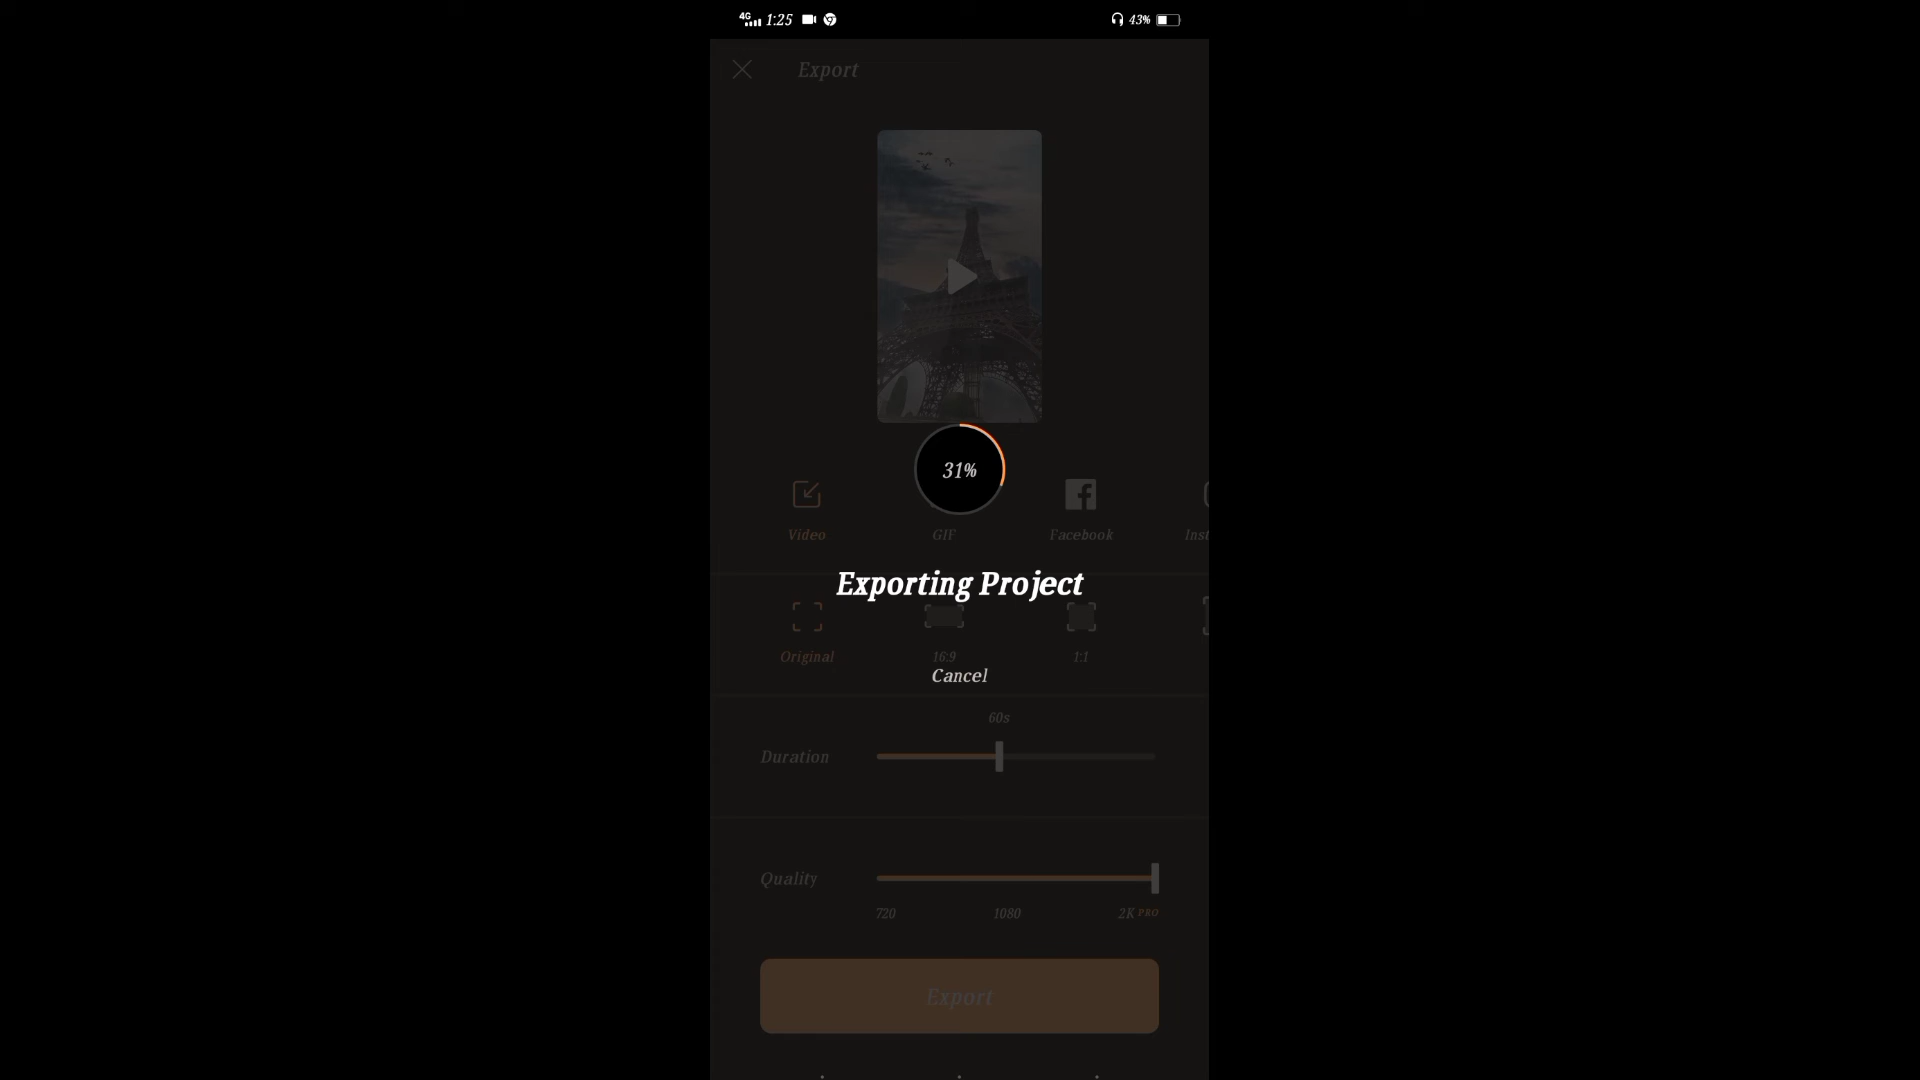 4G 1:25 43%
Export
31%
Video GIF Facebook Inst
Exporting Project
Original 16:9 1:1
Cancel
60s
Duration
Quality
720 1080 2K PRO
Export